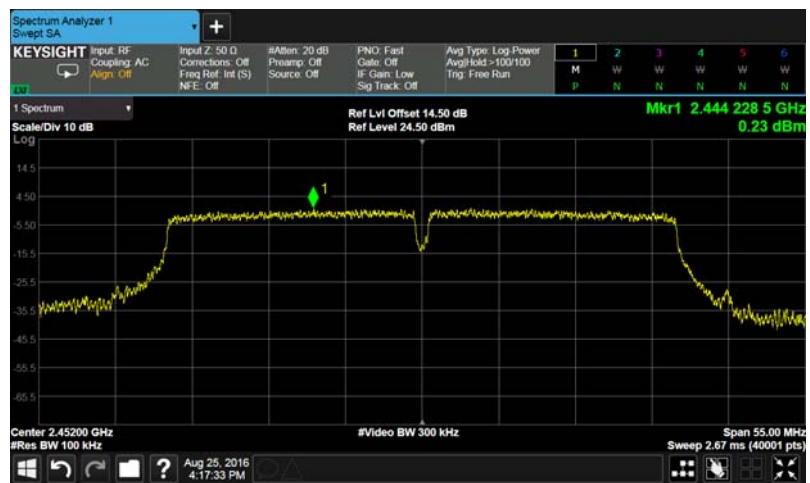 Spectrum Analyzer 1
Swept SA
+
KEYSIGHT Input: RF Input Z: 50 Ω #Atten: 20 dB PNO: Fast Avg Type: Log-Power 1 2 3 4 5 6
Coupling: AC Corrections: Off Preamp: Off Gate: Off Avg|Hold:>100/100 M W W W W W
Align: Off Freq Ref: Int (S) Source: Off IF Gain: Low Trig: Free Run
NFE: Off Sig Track: Off P N N N N N
LXI
1 Spectrum Ref Lvl Offset 14.50 dB Mkr1 2.444 228 5 GHz
Scale/Div 10 dB Ref Level 24.50 dBm 0.23 dBm
Log
14.5
4.50
1
-5.50
-15.5
-25.5
-35.5
-45.5
-55.5
-65.5
Center 2.45200 GHz #Video BW 300 kHz Span 55.00 MHz
#Res BW 100 kHz Sweep 2.67 ms (40001 pts)
? Aug 25, 2016
4:17:33 PM